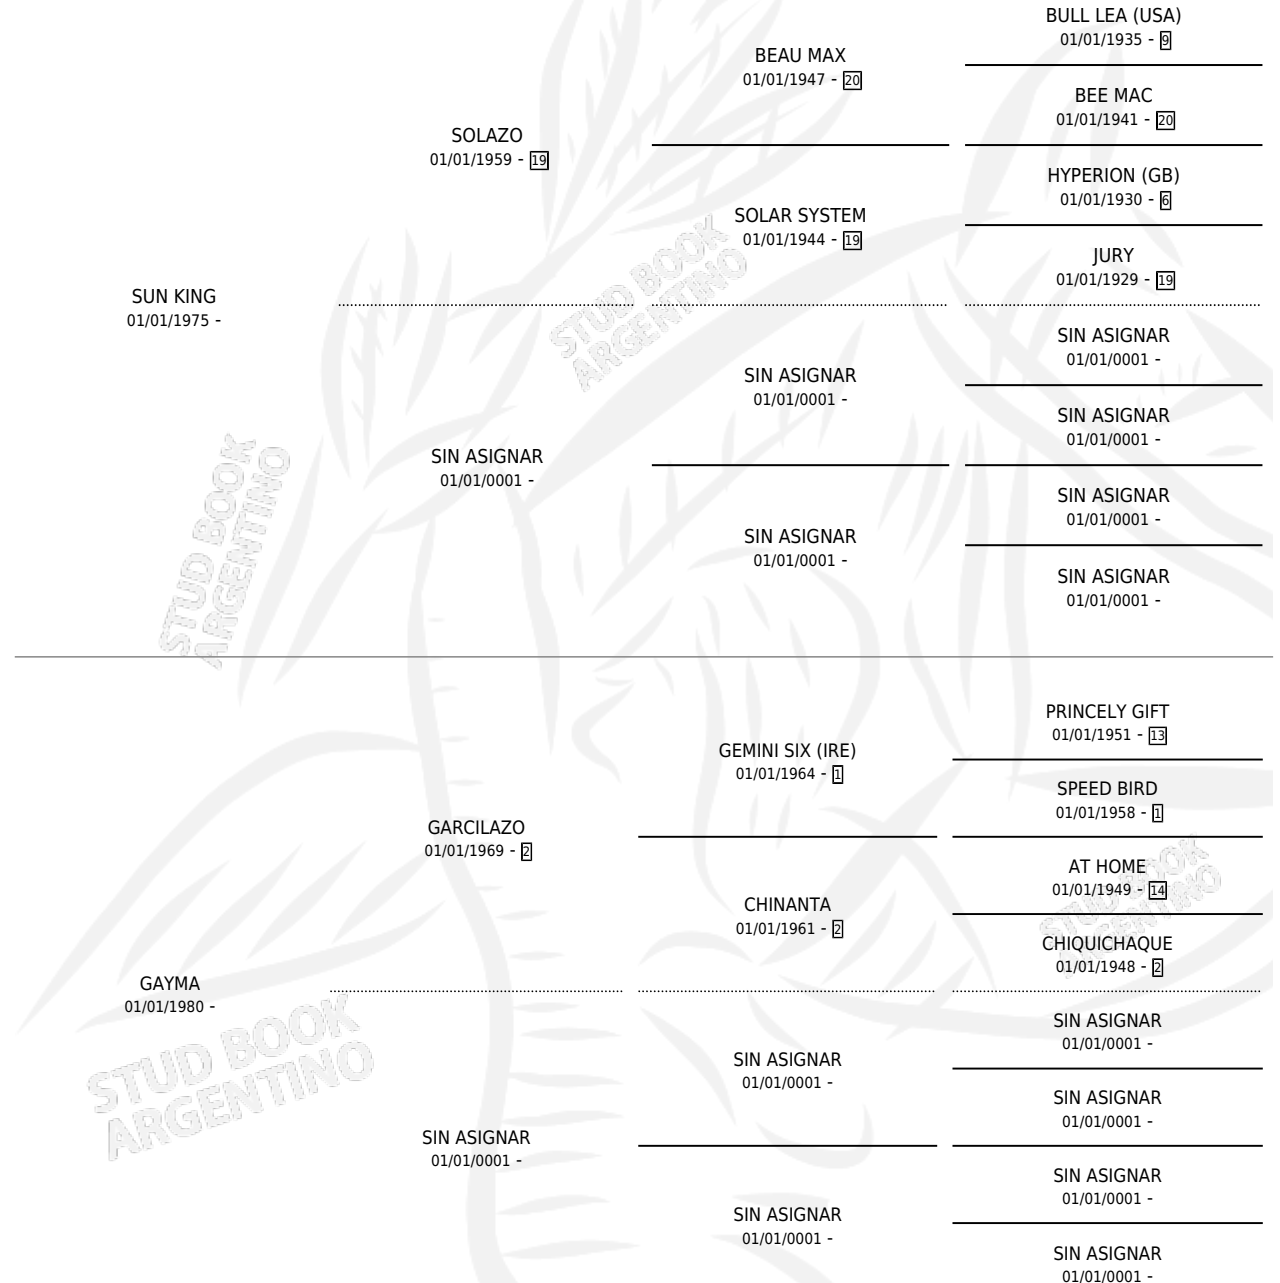 BULL LEA (USA)
01/01/1935 - 9
BEAU MAX
01/01/1947 - 20
BEE MAC
01/01/1941 - 20
SOLAZO
01/01/1959 - 19
HYPERION (GB)
01/01/1930 - 6
SOLAR SYSTEM
01/01/1944 - 19
JURY
01/01/1929 - 19
SUN KING
01/01/1975 -
SIN ASIGNAR
01/01/0001 -
SIN ASIGNAR
01/01/0001 -
SIN ASIGNAR
01/01/0001 -
SIN ASIGNAR
01/01/0001 -
SIN ASIGNAR
01/01/0001 -
SIN ASIGNAR
01/01/0001 -
SIN ASIGNAR
01/01/0001 -
STUD BOOK
ARGENTINO
STUD BOOK
ARGENTINO
PRINCELY GIFT
01/01/1951 - 13
GEMINI SIX (IRE)
01/01/1964 - 1
SPEED BIRD
01/01/1958 - 1
GARCILAZO
01/01/1969 - 2
AT HOME
01/01/1949 - 14
CHINANTA
01/01/1961 - 2
CHIQUICHAQUE
01/01/1948 - 2
GAYMA
01/01/1980 -
SIN ASIGNAR
01/01/0001 -
SIN ASIGNAR
01/01/0001 -
SIN ASIGNAR
01/01/0001 -
SIN ASIGNAR
01/01/0001 -
SIN ASIGNAR
01/01/0001 -
SIN ASIGNAR
01/01/0001 -
SIN ASIGNAR
01/01/0001 -
STUD BOOK
ARGENTINO
STUD BOOK
ARGENTINO